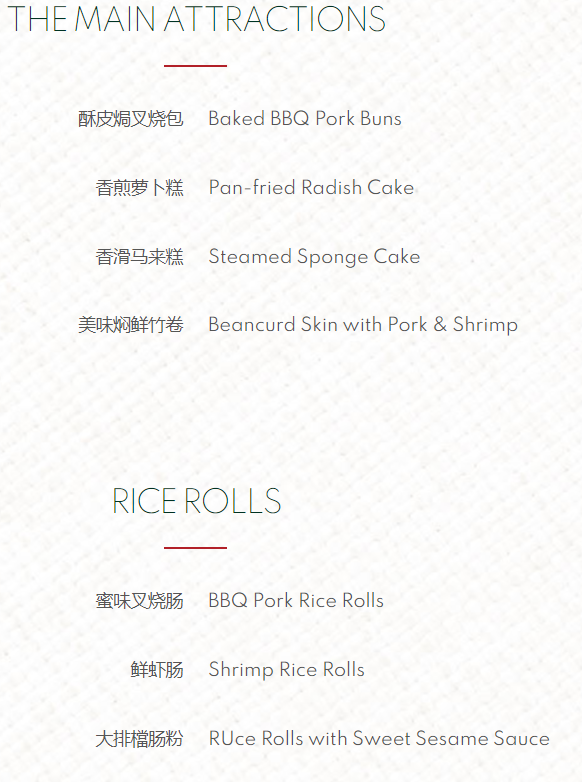 THE MAIN ATTRACTIONS
酥皮焗叉烧包 Baked BBQ Pork Buns
香煎萝卜糕 Pan-fried Radish Cake
香滑马来糕 Steamed Sponge Cake
美味焖鲜竹卷 Beancurd Skin with Pork & Shrimp
RICE ROLLS
蜜味叉烧肠 BBQ Pork Rice Rolls
鲜虾肠 Shrimp Rice Rolls
大排檔肠粉 RUce Rolls with Sweet Sesame Sauce